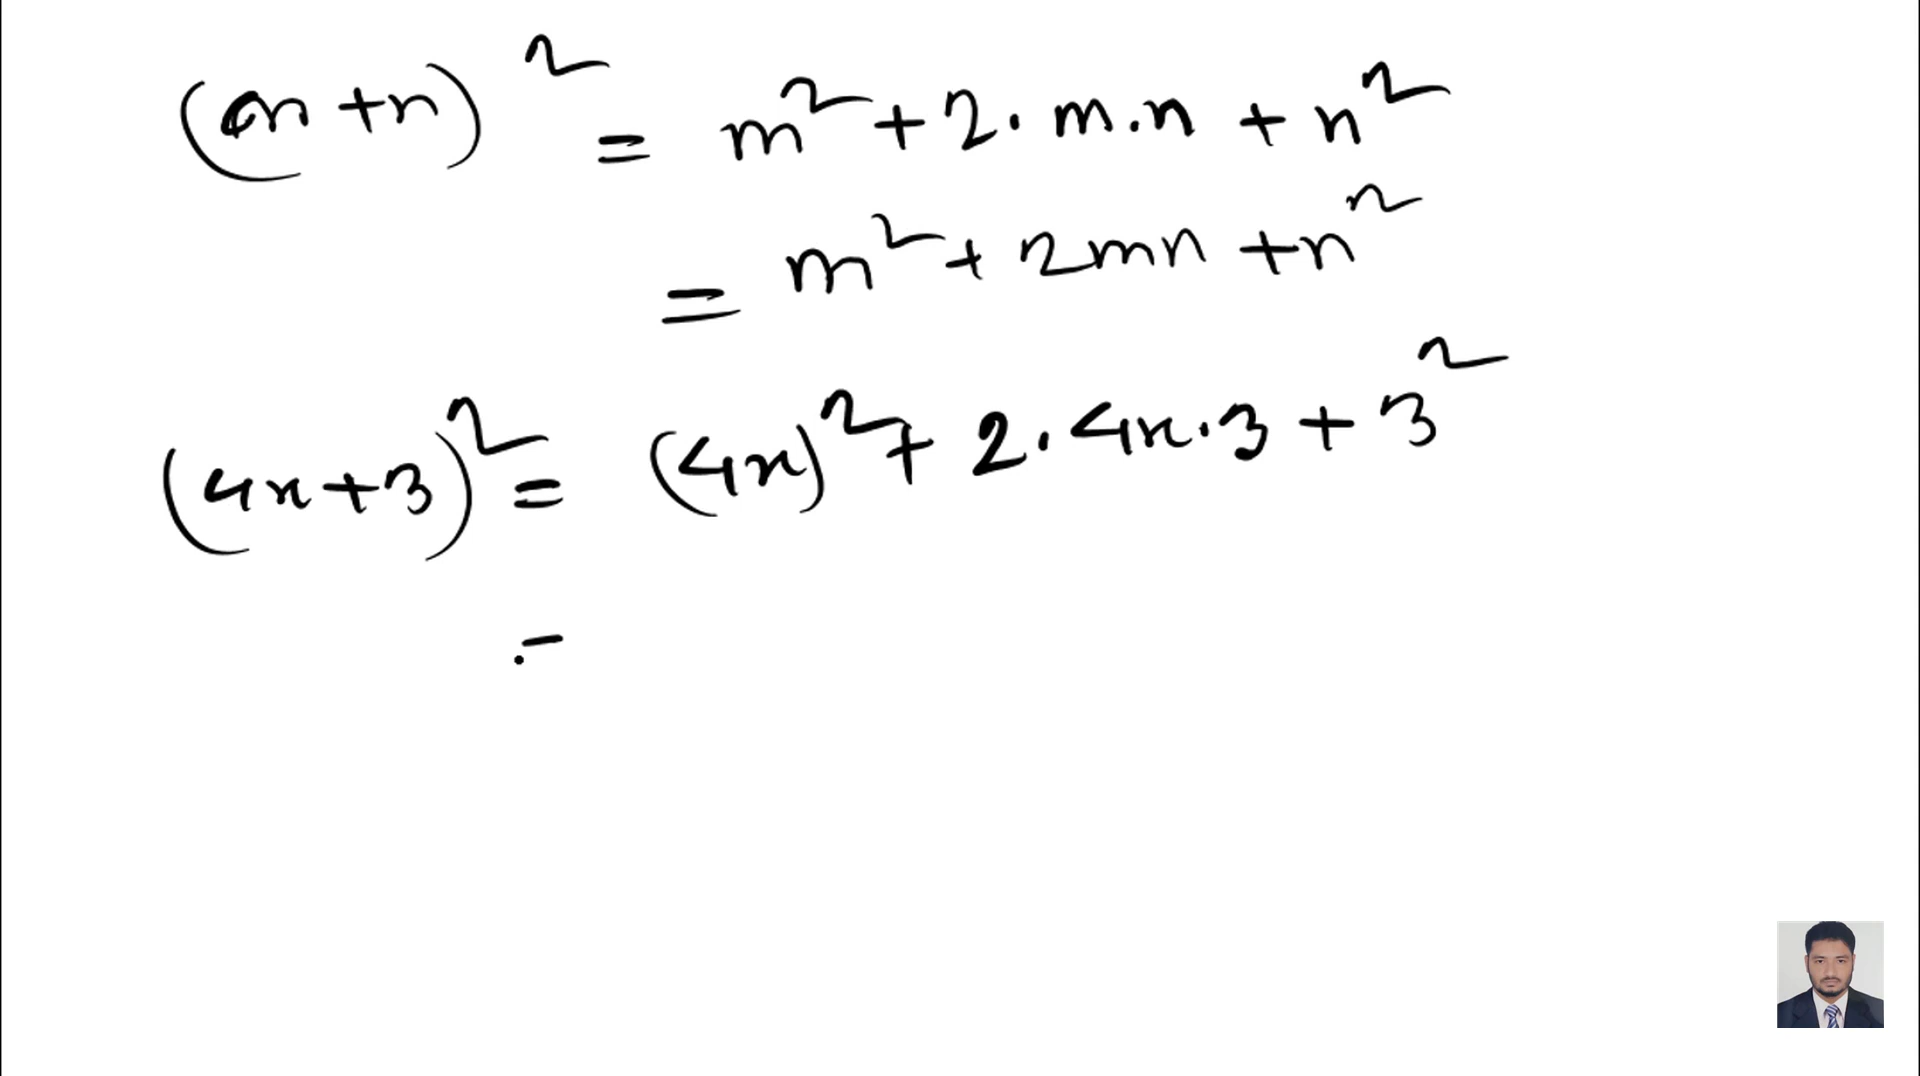 (m+n)² = m²+2·m·n+n²
= m²+2mn+n²
(4x+3)² = (4x)²+2·4x·3+3²